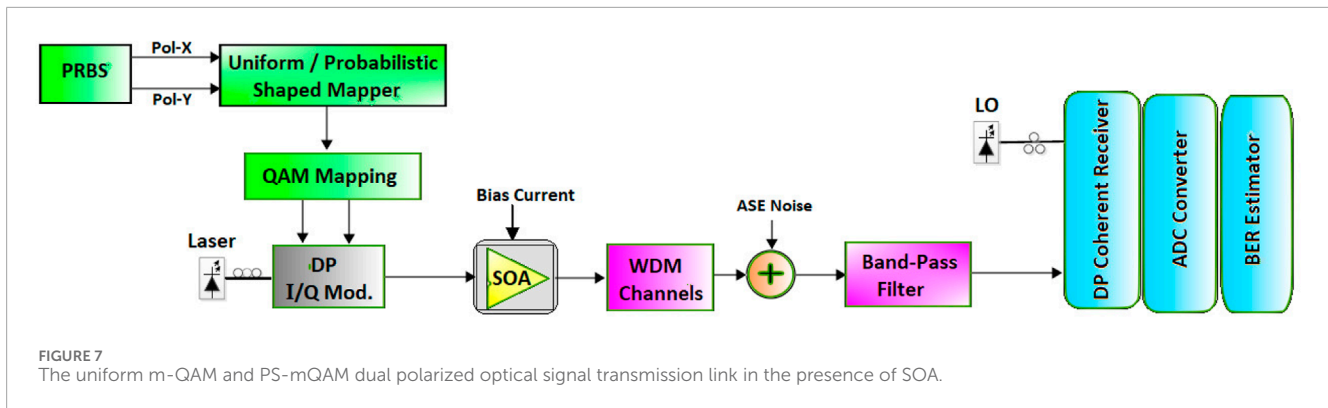 Pol-X
PRBS
Pol-Y
Uniform / Probabilistic
Shaped Mapper
QAM Mapping
Laser
DP
I/Q Mod.
Bias Current
SOA
WDM
Channels
ASE Noise
+
Band-Pass
Filter
LO
DP Coherent Receiver
ADC Converter
BER Estimator
FIGURE 7
The uniform m-QAM and PS-mQAM dual polarized optical signal transmission link in the presence of SOA.